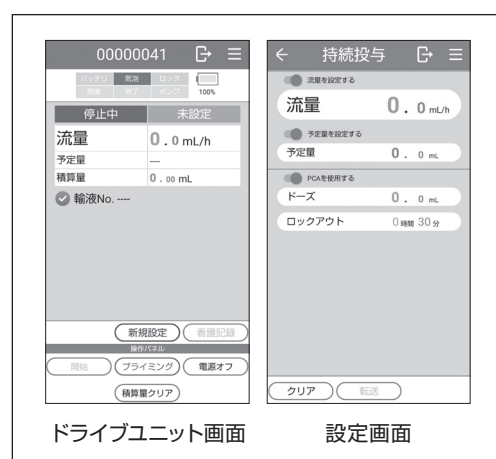 00000041
バッテリ 気泡 ロック
閉塞 終了 ポンプ 100%
停止中 未設定
流量 0.0 mL/h
予定量 ---
積算量 0.00 mL
輸液No. ----
新規設定 看護記録
操作パネル
開始 プライミング 電源オフ
積算量クリア
ドライブユニット画面
持続投与
流量を設定する
流量 0.0 mL/h
予定量を設定する
予定量 0.0 mL
PCAを使用する
ドーズ 0.0 mL
ロックアウト 0時間 30分
クリア 転送
設定画面